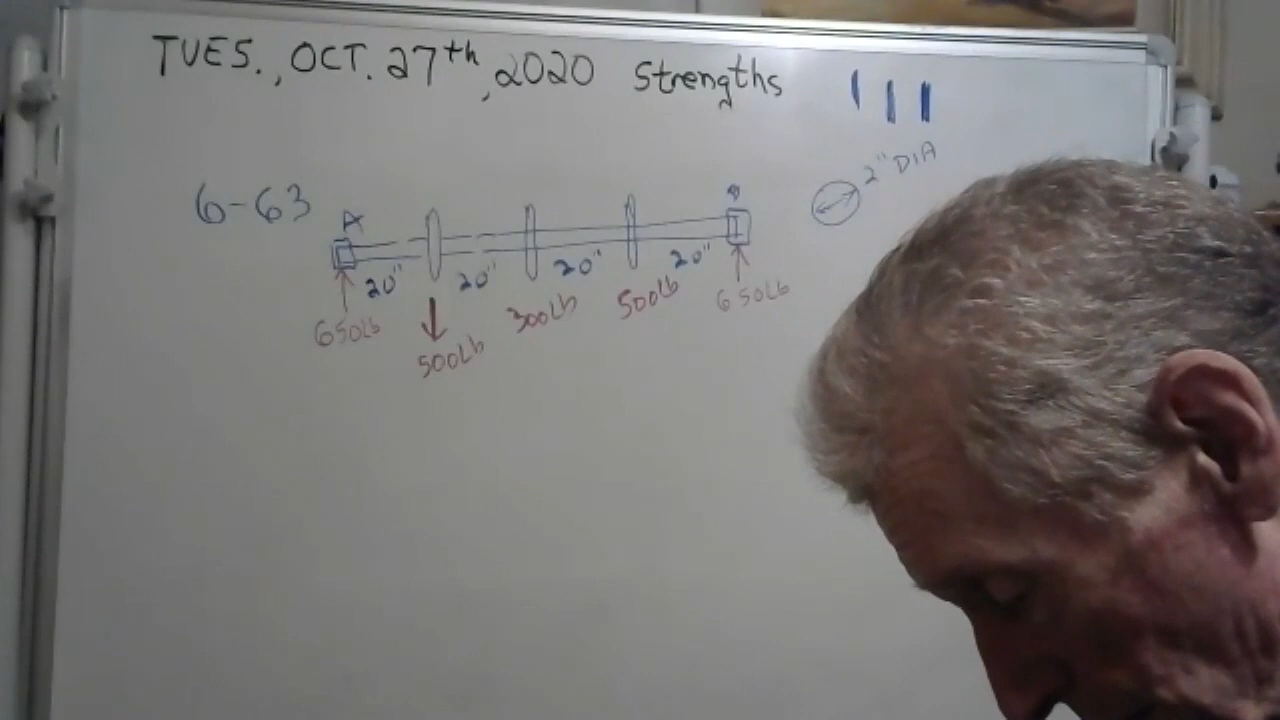 TUES., OCT. 27th, 2020 Strengths
2" DIA
6-63
A
20" 20" 20" 20"
650Lb 500Lb 300Lb 500Lb 650Lb